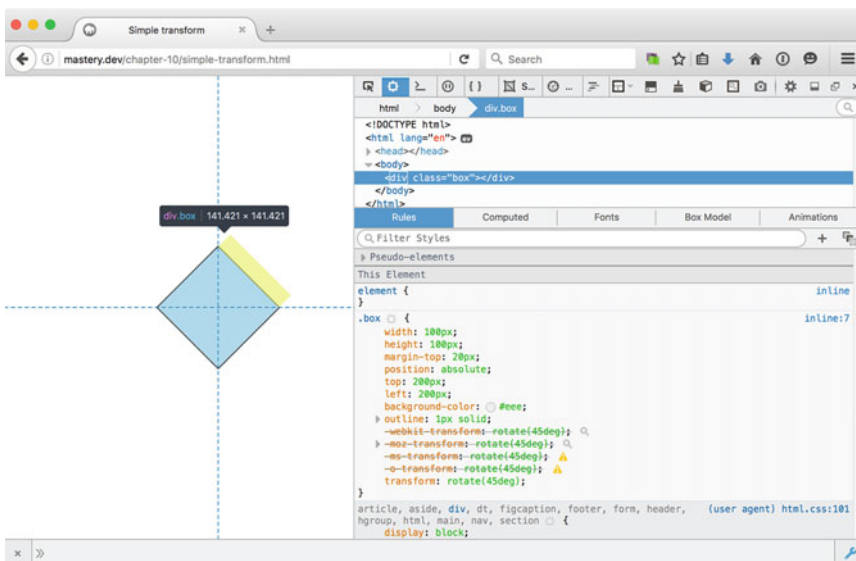 Simple transform
mastery.dev/chapter-10/simple-transform.html
Search
{ } S...
html body div.box
<!DOCTYPE html>
<html lang="en"> ev
<head></head>
<body>
<div class="box"></div>
</body>
</html>
div.box | 141.421 × 141.421
Rules Computed Fonts Box Model Animations
Filter Styles
Pseudo-elements
This Element
element { inline
}
.box { inline:7
width: 100px;
height: 100px;
margin-top: 20px;
position: absolute;
top: 200px;
left: 200px;
background-color: #eee;
outline: 1px solid;
-webkit-transform: rotate(45deg);
-moz-transform: rotate(45deg);
-ms-transform: rotate(45deg);
-o-transform: rotate(45deg);
transform: rotate(45deg);
}
article, aside, div, dt, figcaption, footer, form, header, (user agent) html.css:101
hgroup, html, main, nav, section {
display: block;